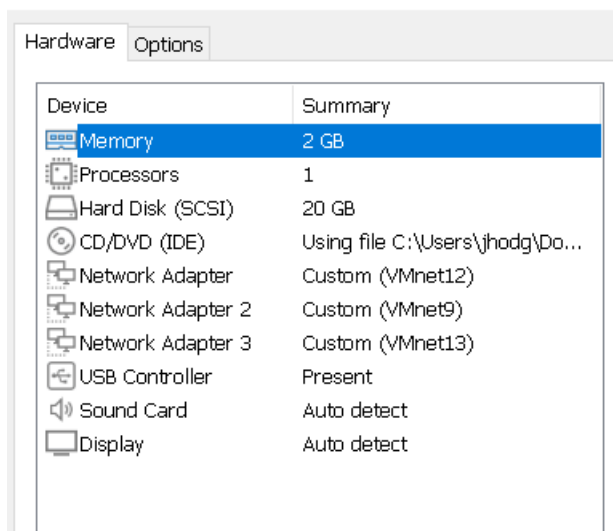 Hardware Options
Device Summary
Memory 2 GB
Processors 1
Hard Disk (SCSI) 20 GB
CD/DVD (IDE) Using file C:\Users\jhodg\Do...
Network Adapter Custom (VMnet12)
Network Adapter 2 Custom (VMnet9)
Network Adapter 3 Custom (VMnet13)
USB Controller Present
Sound Card Auto detect
Display Auto detect